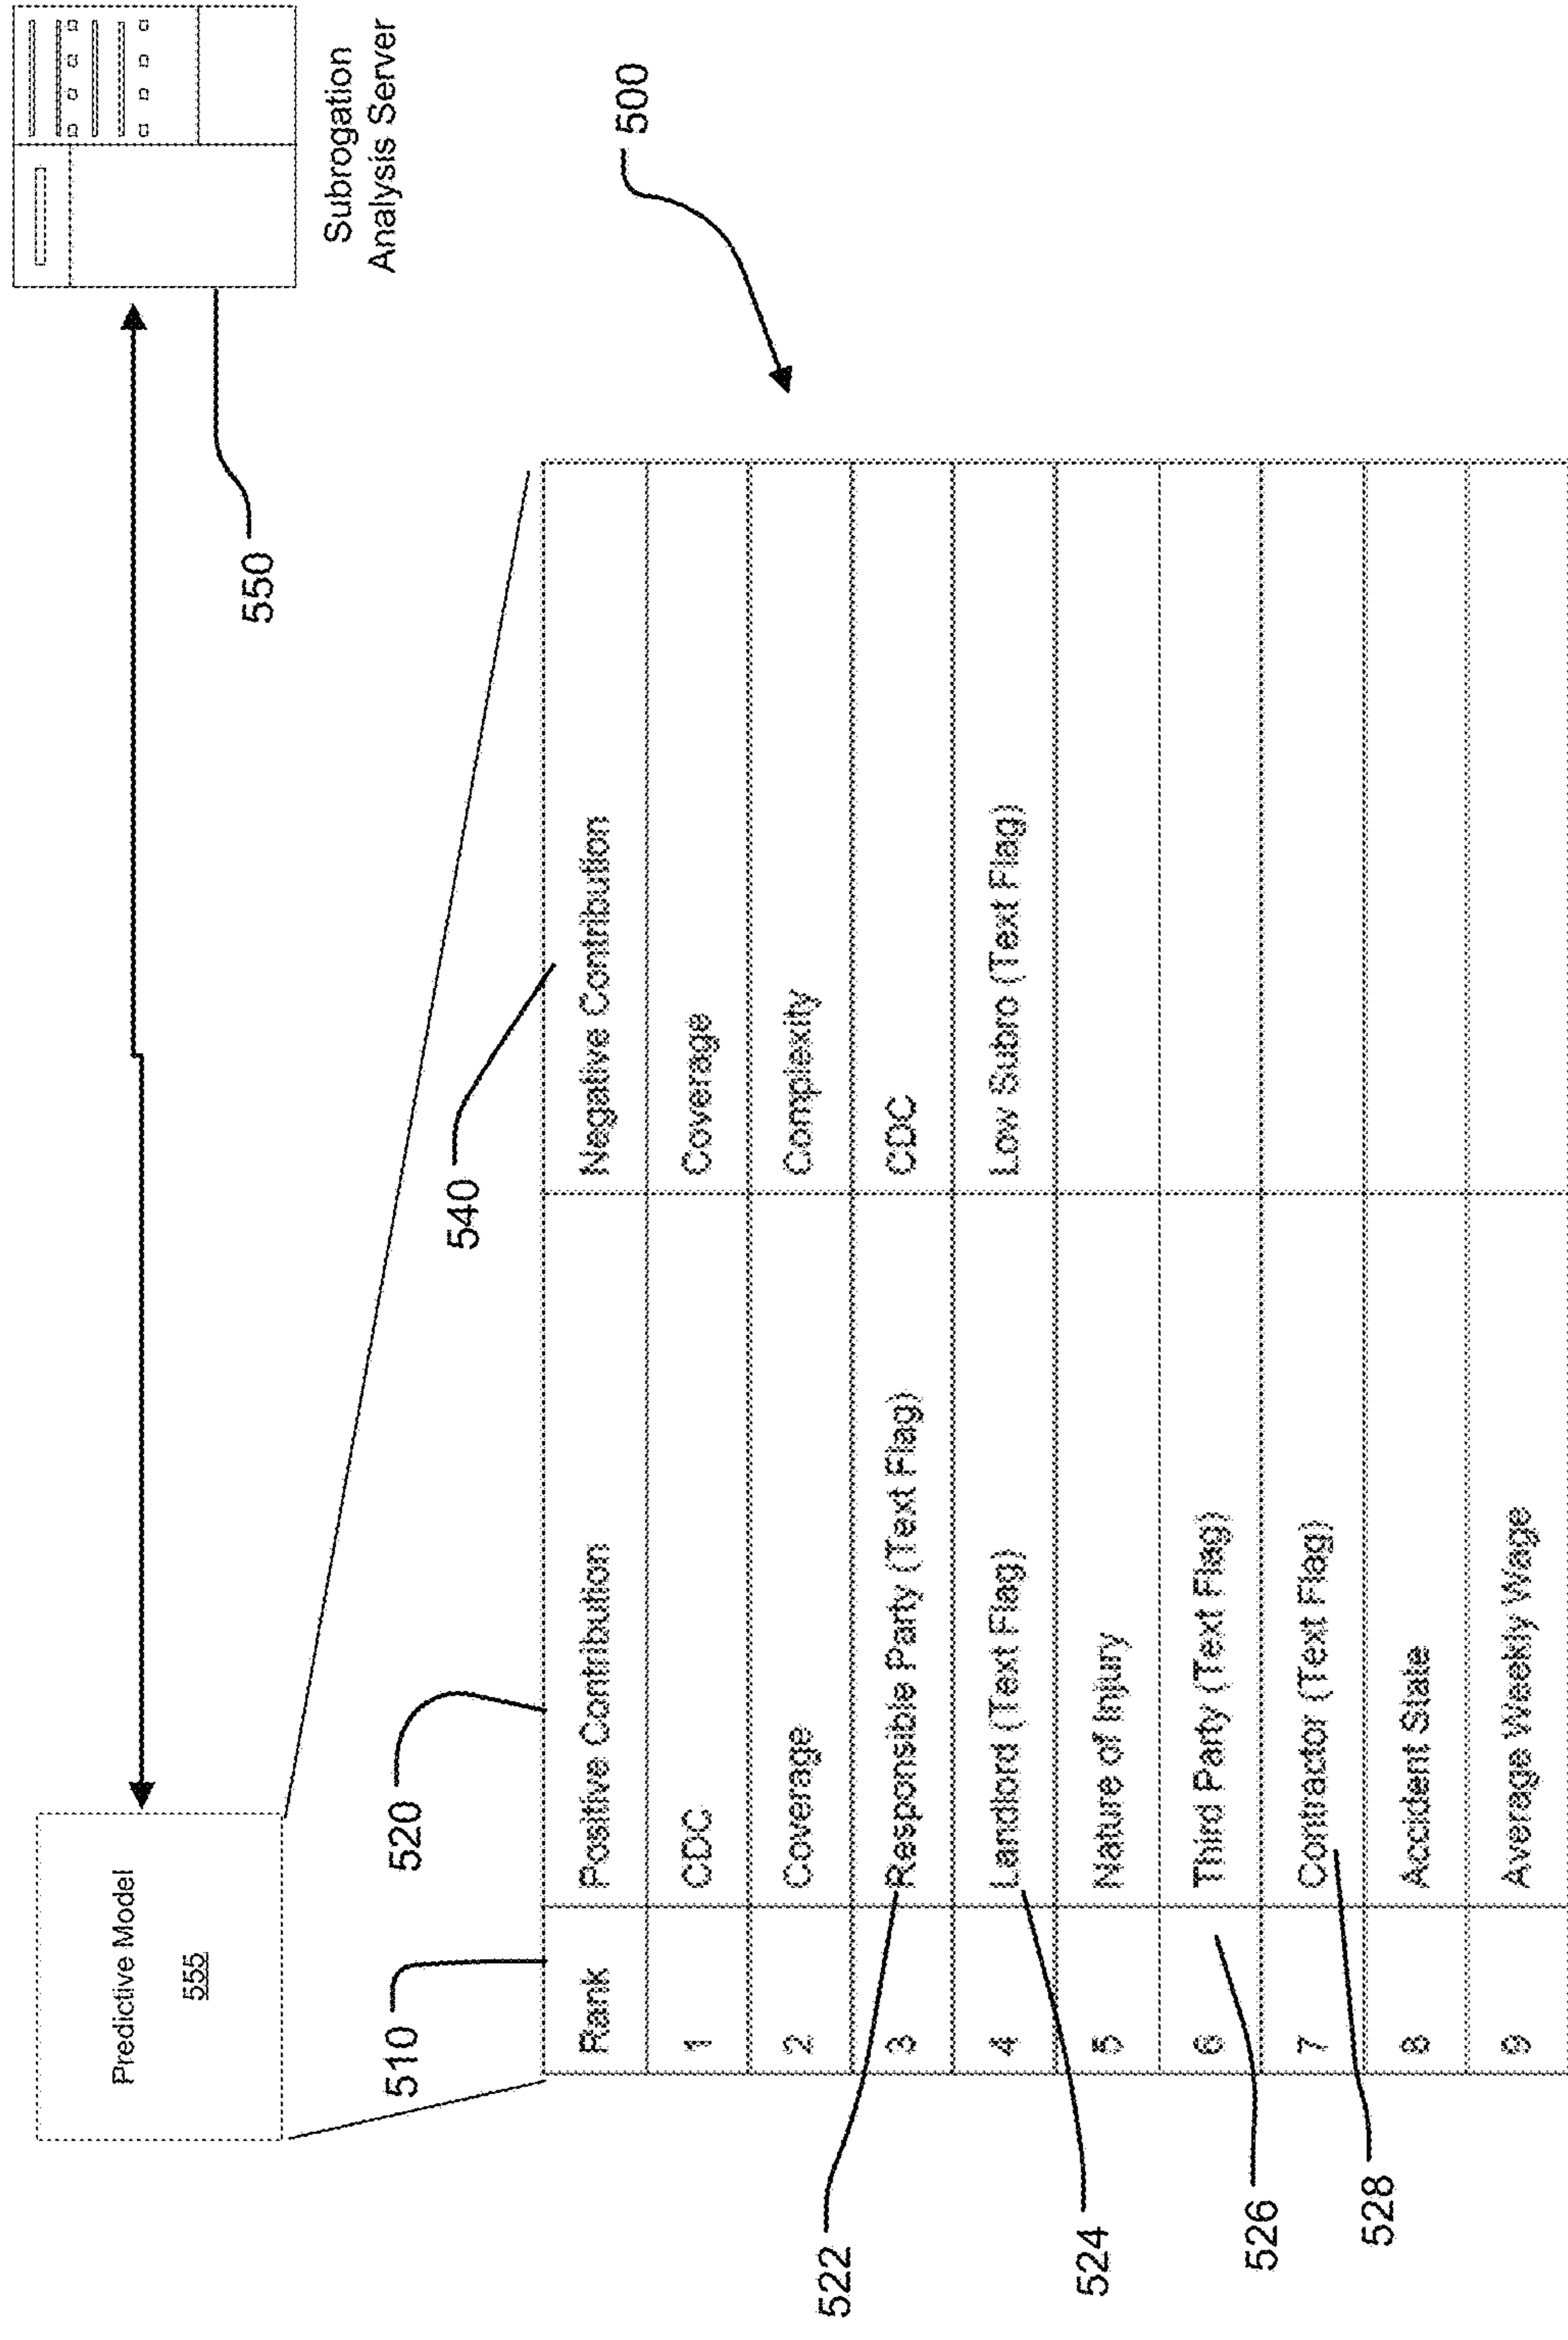 Predictive Model
555
Subrogation
Analysis Server
550
500
510
520
540
Rank
Positive Contribution
Negative Contribution
1
CDC
Coverage
2
Coverage
Complexity
3
Responsible Party (Text Flag)
CDC
4
Landlord (Text Flag)
Low Subro (Text Flag)
5
Nature of Injury
6
Third Party (Text Flag)
7
Contractor (Text Flag)
8
Accident State
9
Average Weekly Wage
522
524
526
528